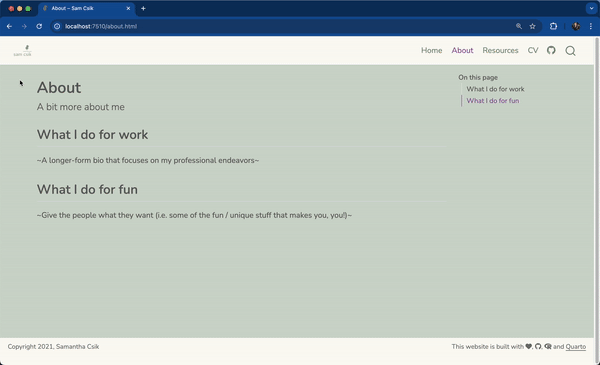 About – Sam Csik
localhost:7510/about.html
sam csik
Home About Resources CV
About
A bit more about me
What I do for work
~A longer-form bio that focuses on my professional endeavors~
What I do for fun
~Give the people what they want (i.e. some of the fun / unique stuff that makes you, you!)~
On this page
What I do for work
What I do for fun
Copyright 2021, Samantha Csik
This website is built with ❤, , and Quarto